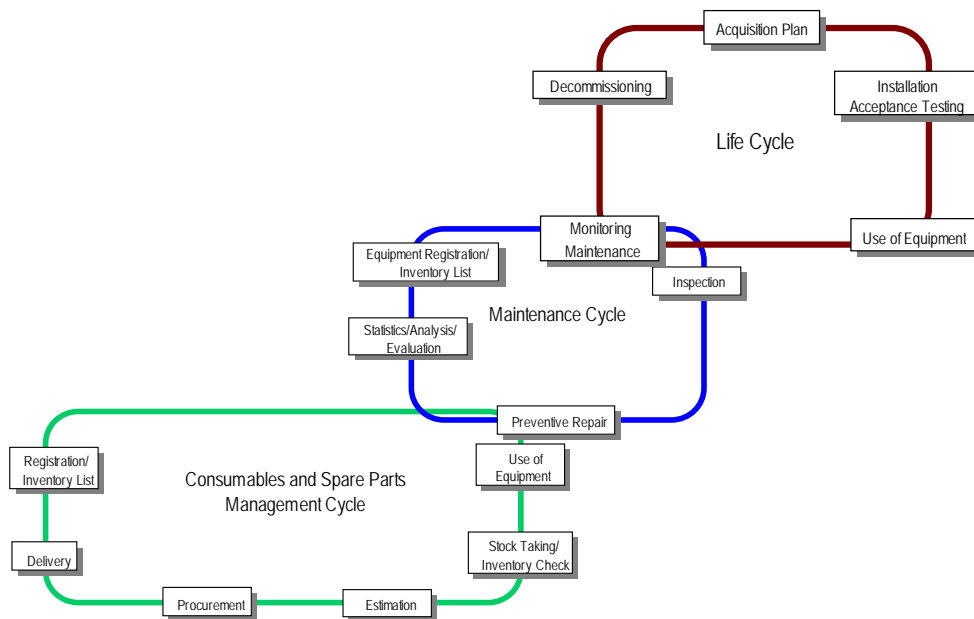 Acquisition Plan
Decommissioning
Installation
Acceptance Testing
Life Cycle
Monitoring
Maintenance
Use of Equipment
Equipment Registration/
Inventory List
Inspection
Maintenance Cycle
Statistics/Analysis/
Evaluation
Preventive Repair
Registration/
Inventory List
Use of
Equipment
Consumables and Spare Parts
Management Cycle
Stock Taking/
Inventory Check
Delivery
Procurement
Estimation